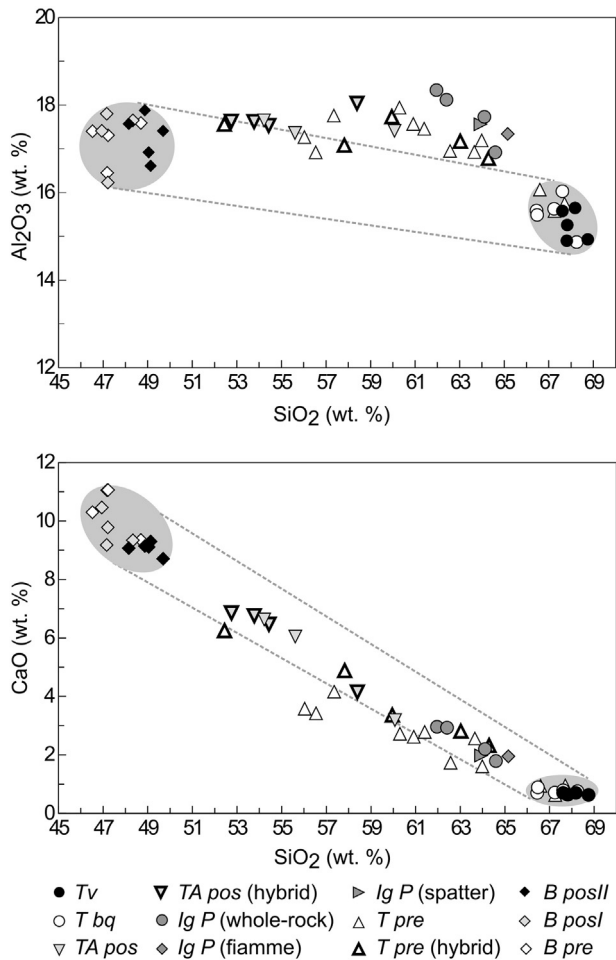 20
18
16
14
12
Al₂O₃ (wt. %)
45 47 49 51 53 55 57 59 61 63 65 67 69
SiO₂ (wt. %)
12
10
8
6
4
2
0
CaO (wt. %)
45 47 49 51 53 55 57 59 61 63 65 67 69
SiO₂ (wt. %)
Tv TA pos (hybrid) Ig P (spatter) B posII
T bq Ig P (whole-rock) T pre B posI
TA pos Ig P (fiamme) T pre (hybrid) B pre